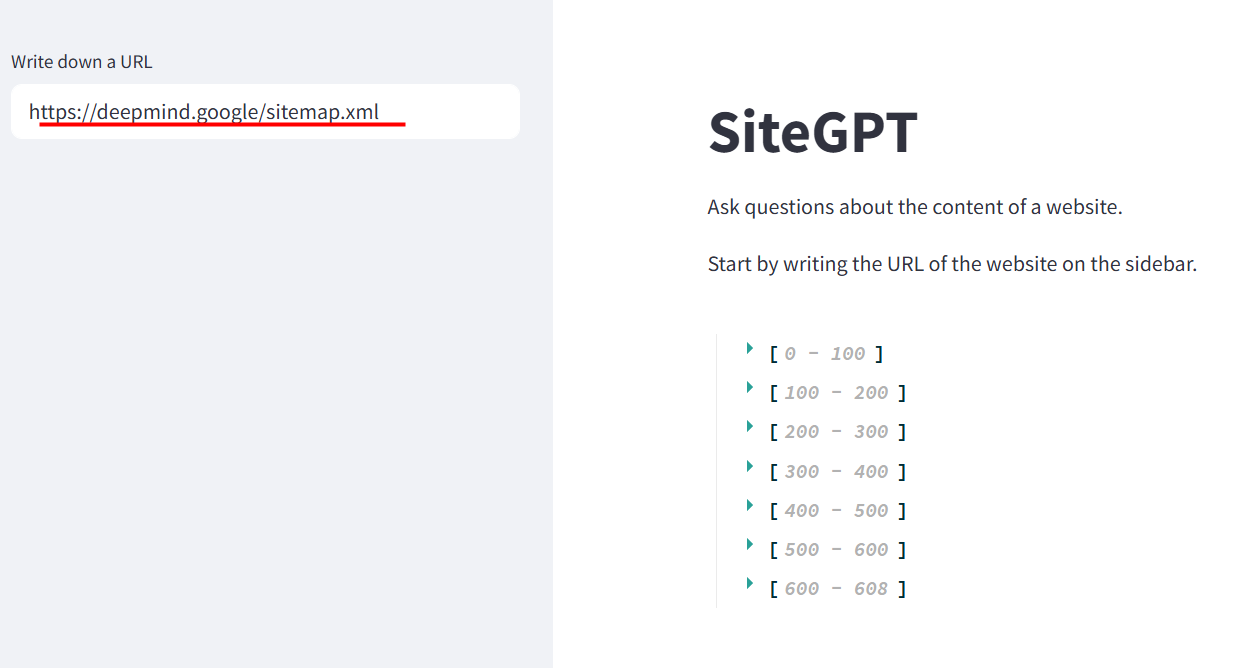 Write down a URL
https://deepmind.google/sitemap.xml
SiteGPT
Ask questions about the content of a website.
Start by writing the URL of the website on the sidebar.
[ 0 - 100 ]
[ 100 - 200 ]
[ 200 - 300 ]
[ 300 - 400 ]
[ 400 - 500 ]
[ 500 - 600 ]
[ 600 - 608 ]